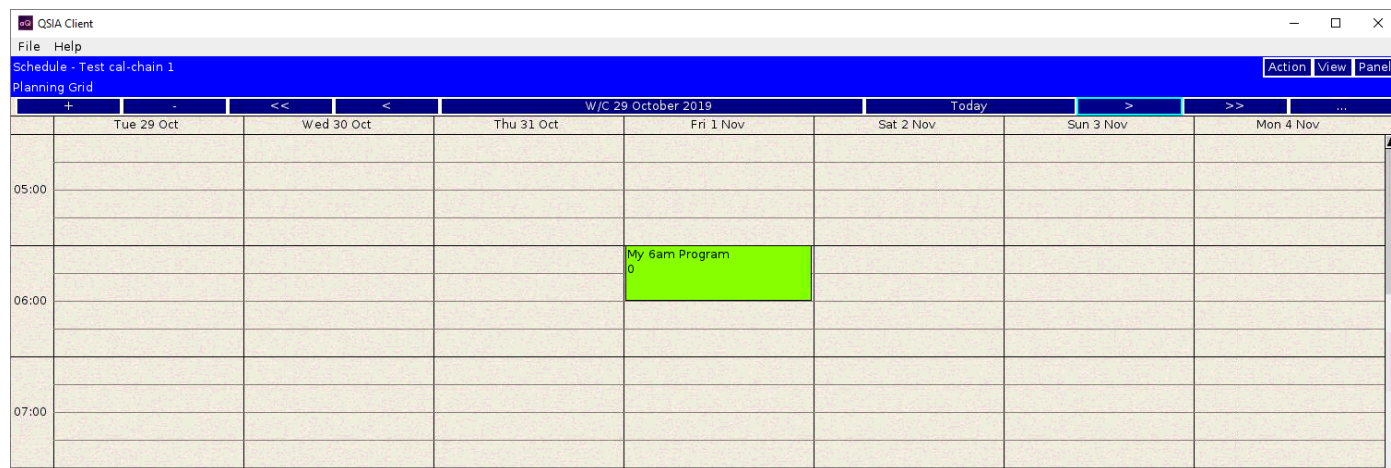 aQ QSIA Client
File Help
Schedule - Test cal-chain 1
Action View Panel
Planning Grid
+ - << < W/C 29 October 2019 Today > >> ...
Tue 29 Oct Wed 30 Oct Thu 31 Oct Fri 1 Nov Sat 2 Nov Sun 3 Nov Mon 4 Nov
05:00
My 6am Program
0
06:00
07:00